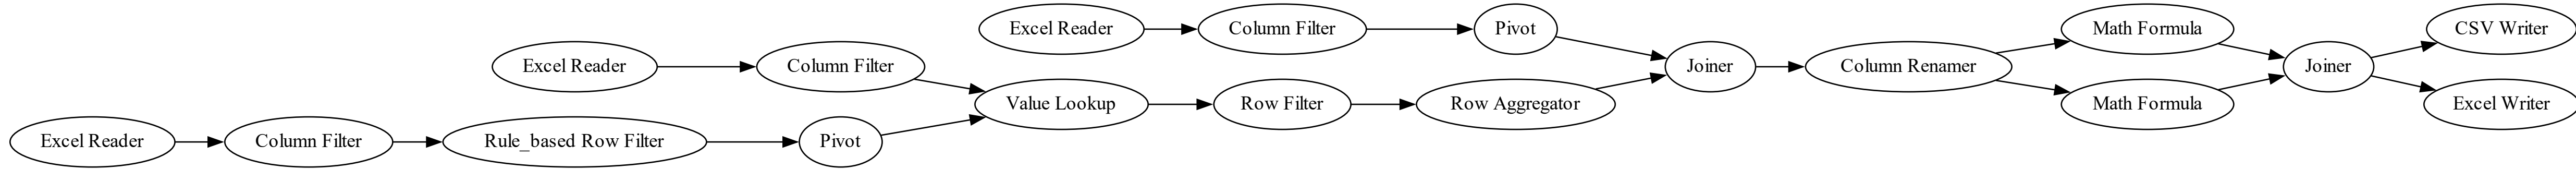 Excel Reader
Column Filter
Pivot
CSV Writer
Math Formula
Excel Reader
Column Filter
Joiner
Column Renamer
Joiner
Value Lookup
Row Filter
Row Aggregator
Math Formula
Excel Writer
Excel Reader
Column Filter
Rule_based Row Filter
Pivot